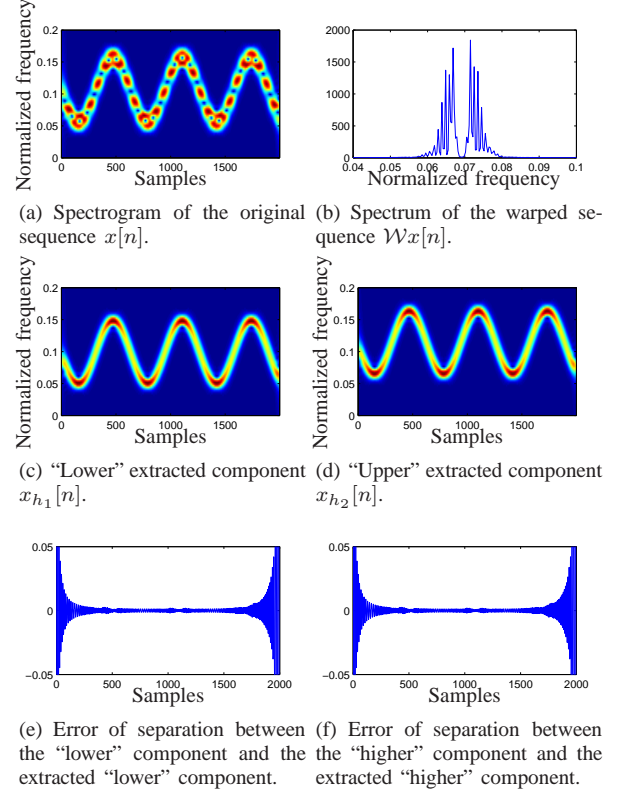 0.2
0.15
0.1
0.05
0
0 500 1000 1500
Normalized frequency
Samples
2000
1500
1000
500
0
0.04 0.05 0.06 0.07 0.08 0.09 0.1
Normalized frequency
(a) Spectrogram of the original
sequence x[n].
(b) Spectrum of the warped se-
quence Wx[n].
0.2
0.15
0.1
0.05
0
0 500 1000 1500
Normalized frequency
Samples
0.2
0.15
0.1
0.05
0
0 500 1000 1500
Normalized frequency
Samples
(c) “Lower” extracted component
x_{h_1}[n].
(d) “Upper” extracted component
x_{h_2}[n].
0.05
0
−0.05
0 500 1000 1500 2000
Samples
0.05
0
−0.05
0 500 1000 1500 2000
Samples
(e) Error of separation between
the “lower” component and the
extracted “lower” component.
(f) Error of separation between
the “higher” component and the
extracted “higher” component.